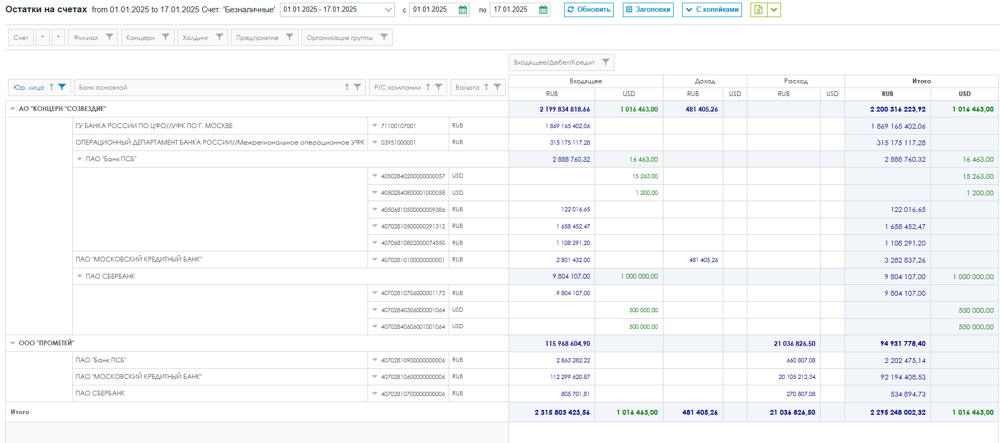 Остатки на счетах from 01.01.2025 to 17.01.2025 Счет: 'Безналичные' 01.01.2025 - 17.01.2025 с 01.01.2025 по 17.01.2025 Обновить Заголовки С копейками
Счет * * Филиал Концерн Холдинг Предприятие Организация группы
Входящее/Дебет/Кредит
Юр. лицо Банк основной Р/С компании Валюта
Входящее Доход Расход Итого
RUB USD RUB USD RUB USD RUB USD
АО "КОНЦЕРН "СОЗВЕЗДИЕ" 2 199 834 818,66 1 016 463,00 481 405,26 2 200 316 223,92 1 016 463,00
ГУ БАНКА РОССИИ ПО ЦФО//УФК ПО Г. МОСКВЕ 71100107001 RUB 1 869 165 402,06 1 869 165 402,06
ОПЕРАЦИОННЫЙ ДЕПАРТАМЕНТ БАНКА РОССИИ//Межрегиональное операционное УФК 03951000001 RUB 315 175 117,28 315 175 117,28
ПАО "Банк ПСБ" 2 888 760,32 16 463,00 2 888 760,32 16 463,00
40502840200000000057 USD 15 263,00 15 263,00
40502840800001000058 USD 1 200,00 1 200,00
40506810500000009386 RUB 122 016,65 122 016,65
40702810500000291312 RUB 1 658 452,47 1 658 452,47
40706810802000074550 RUB 1 108 291,20 1 108 291,20
ПАО "МОСКОВСКИЙ КРЕДИТНЫЙ БАНК" 40702810100000000001 RUB 2 801 432,00 481 405,26 3 282 837,26
ПАО СБЕРБАНК 9 804 107,00 1 000 000,00 9 804 107,00 1 000 000,00
40702810706000001173 RUB 9 804 107,00 9 804 107,00
40702840306000001064 USD 500 000,00 500 000,00
40702840606001001064 USD 500 000,00 500 000,00
ООО "ПРОМЕТЕЙ" 115 968 604,90 21 036 826,50 94 931 778,40
ПАО "Банк ПСБ" 40702810900000000006 RUB 2 863 282,22 660 807,08 2 202 475,14
ПАО "МОСКОВСКИЙ КРЕДИТНЫЙ БАНК" 40702810600000000006 RUB 112 299 620,87 20 105 212,34 92 194 408,53
ПАО СБЕРБАНК 40702810700000000006 RUB 805 701,81 270 807,08 534 894,73
Итого 2 315 803 423,56 1 016 463,00 481 405,26 21 036 826,50 2 295 248 002,32 1 016 463,00